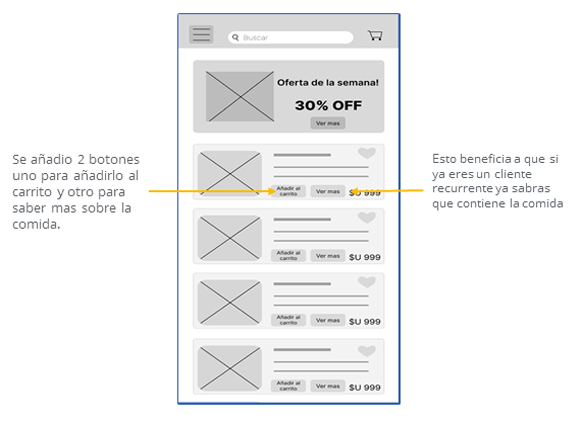 Buscar
Oferta de la semana!
30% OFF
Ver mas
Se añadio 2 botones
uno para añadirlo al
carrito y otro para
saber mas sobre la
comida.
Añadir al
carrito
Ver mas
$U 999
Esto beneficia a que si
ya eres un cliente
recurrente ya sabras
que contiene la comida
Añadir al
carrito
Ver mas
$U 999
Añadir al
carrito
Ver mas
$U 999
Añadir al
carrito
Ver mas
$U 999